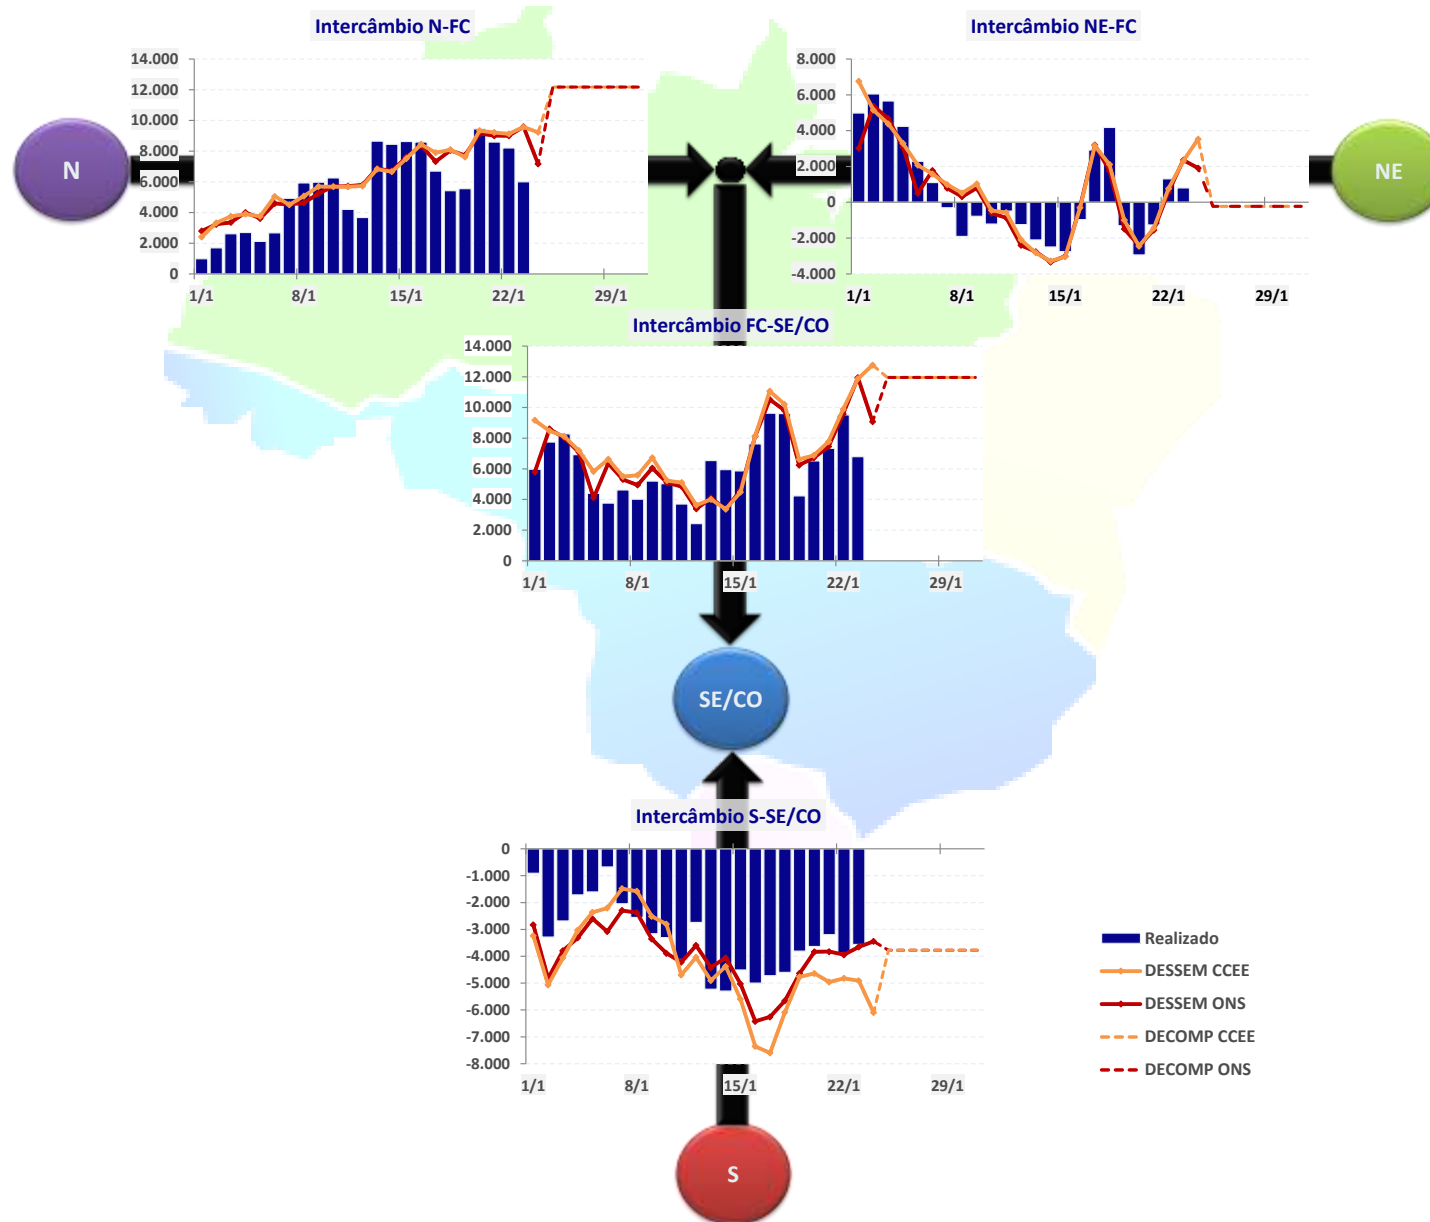 Intercâmbio N-FC
14.000
12.000
10.000
8.000
6.000
4.000
2.000
0
1/1 8/1 15/1 22/1 29/1
N
Intercâmbio NE-FC
8.000
6.000
4.000
2.000
0
-2.000
-4.000
1/1 8/1 15/1 22/1 29/1
NE
Intercâmbio FC-SE/CO
14.000
12.000
10.000
8.000
6.000
4.000
2.000
0
1/1 8/1 15/1 22/1 29/1
SE/CO
Intercâmbio S-SE/CO
0
-1.000
-2.000
-3.000
-4.000
-5.000
-6.000
-7.000
-8.000
1/1 8/1 15/1 22/1 29/1
Realizado
DESSEM CCEE
DESSEM ONS
DECOMP CCEE
DECOMP ONS
S